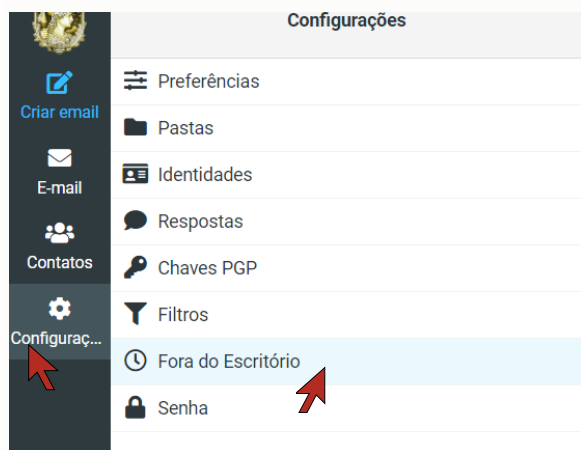 Configurações
Criar email
E-mail
Contatos
Configuraç...
Preferências
Pastas
Identidades
Respostas
Chaves PGP
Filtros
Fora do Escritório
Senha